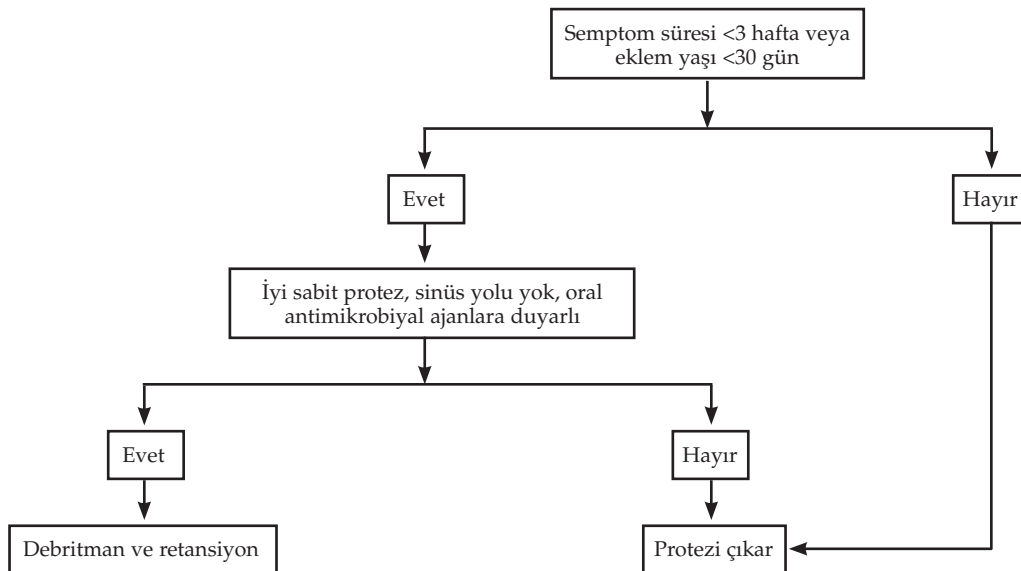 Semptom süresi <3 hafta veya
eklem yaşı <30 gün
Evet
Hayır
İyi sabit protez, sinüs yolu yok, oral
antimikrobiyal ajanlara duyarlı
Evet
Hayır
Debritman ve retansiyon
Protezi çıkar